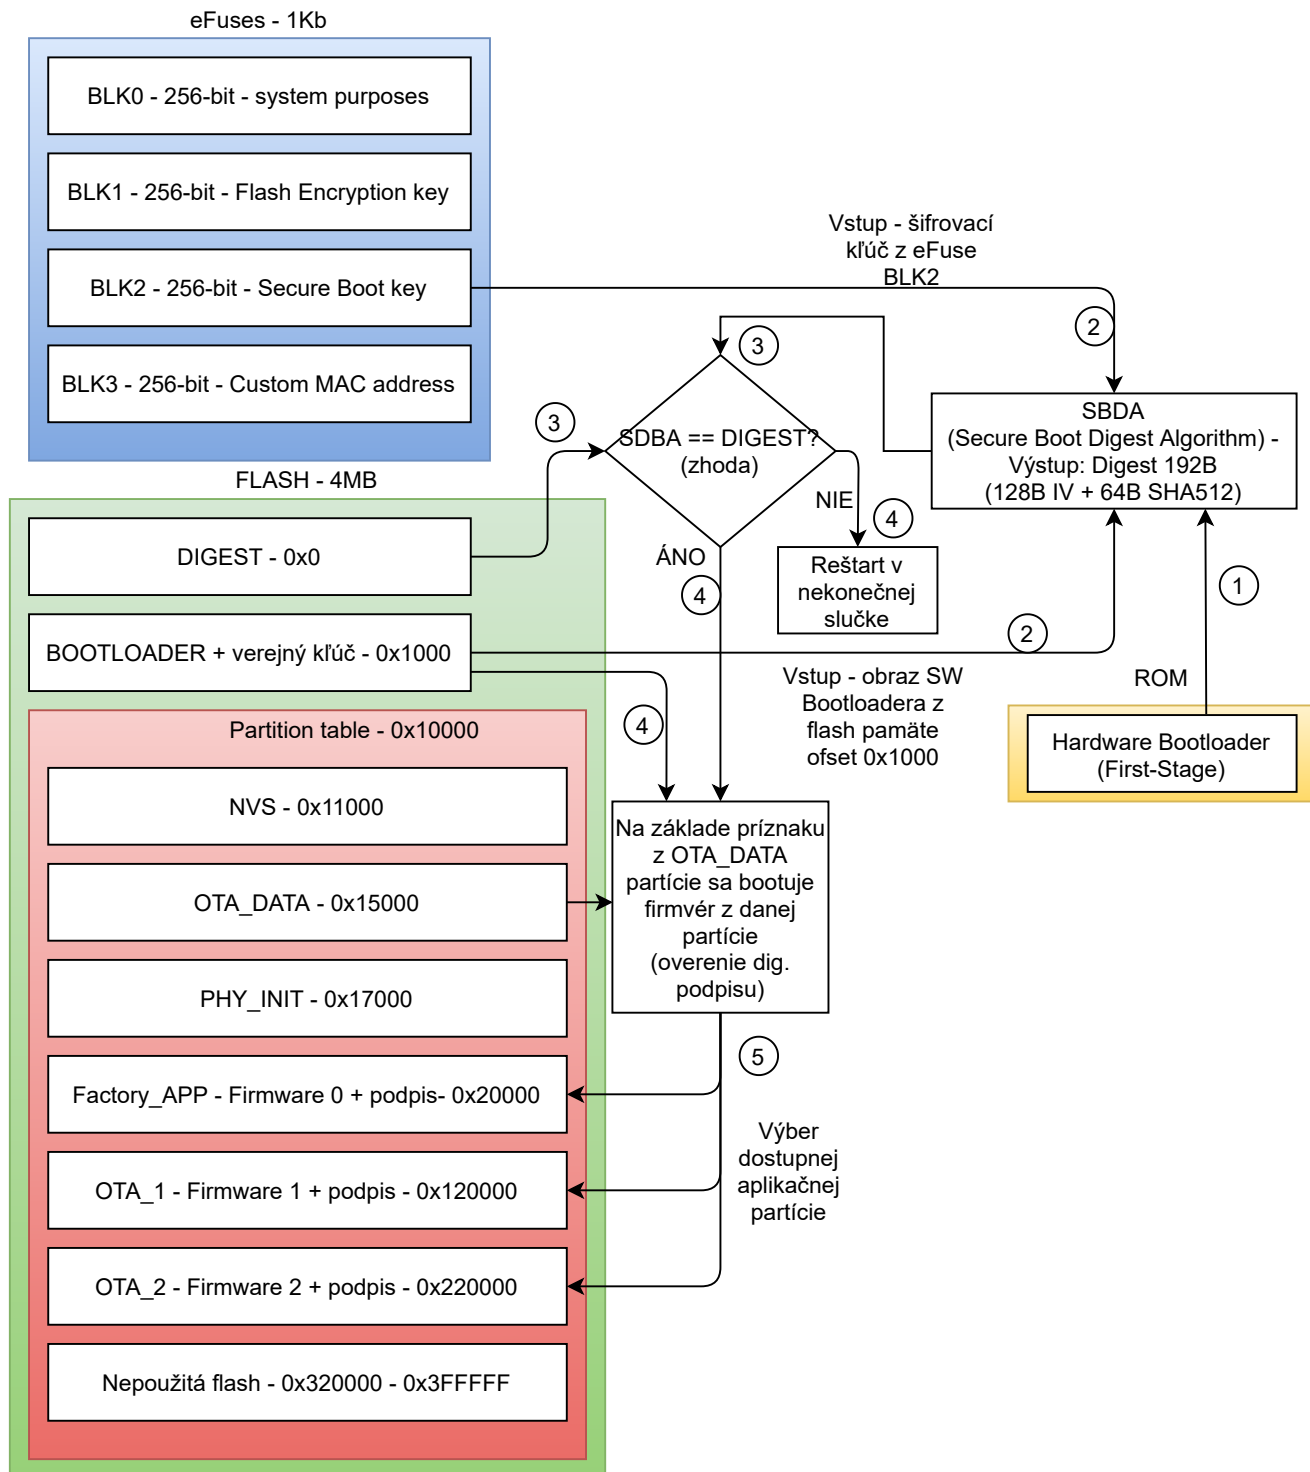 eFuses - 1Kb
BLK0 - 256-bit - system purposes
BLK1 - 256-bit - Flash Encryption key
BLK2 - 256-bit - Secure Boot key
BLK3 - 256-bit - Custom MAC address
Vstup - šifrovací
kľúč z eFuse
BLK2
2
3
3
SDBA == DIGEST?
(zhoda)
SBDA
(Secure Boot Digest Algorithm) -
Výstup: Digest 192B
(128B IV + 64B SHA512)
FLASH - 4MB
DIGEST - 0x0
NIE
4
ÁNO
4
Reštart v
nekonečnej
slučke
1
2
BOOTLOADER + verejný kľúč - 0x1000
Vstup - obraz SW
Bootloadera z
flash pamäte
ofset 0x1000
ROM
Hardware Bootloader
(First-Stage)
4
Partition table - 0x10000
NVS - 0x11000
OTA_DATA - 0x15000
Na základe príznaku
z OTA_DATA
partície sa bootuje
firmvér z danej
partície
(overenie dig.
podpisu)
PHY_INIT - 0x17000
5
Factory_APP - Firmware 0 + podpis- 0x20000
Výber
dostupnej
aplikačnej
partície
OTA_1 - Firmware 1 + podpis - 0x120000
OTA_2 - Firmware 2 + podpis - 0x220000
Nepoužitá flash - 0x320000 - 0x3FFFFF